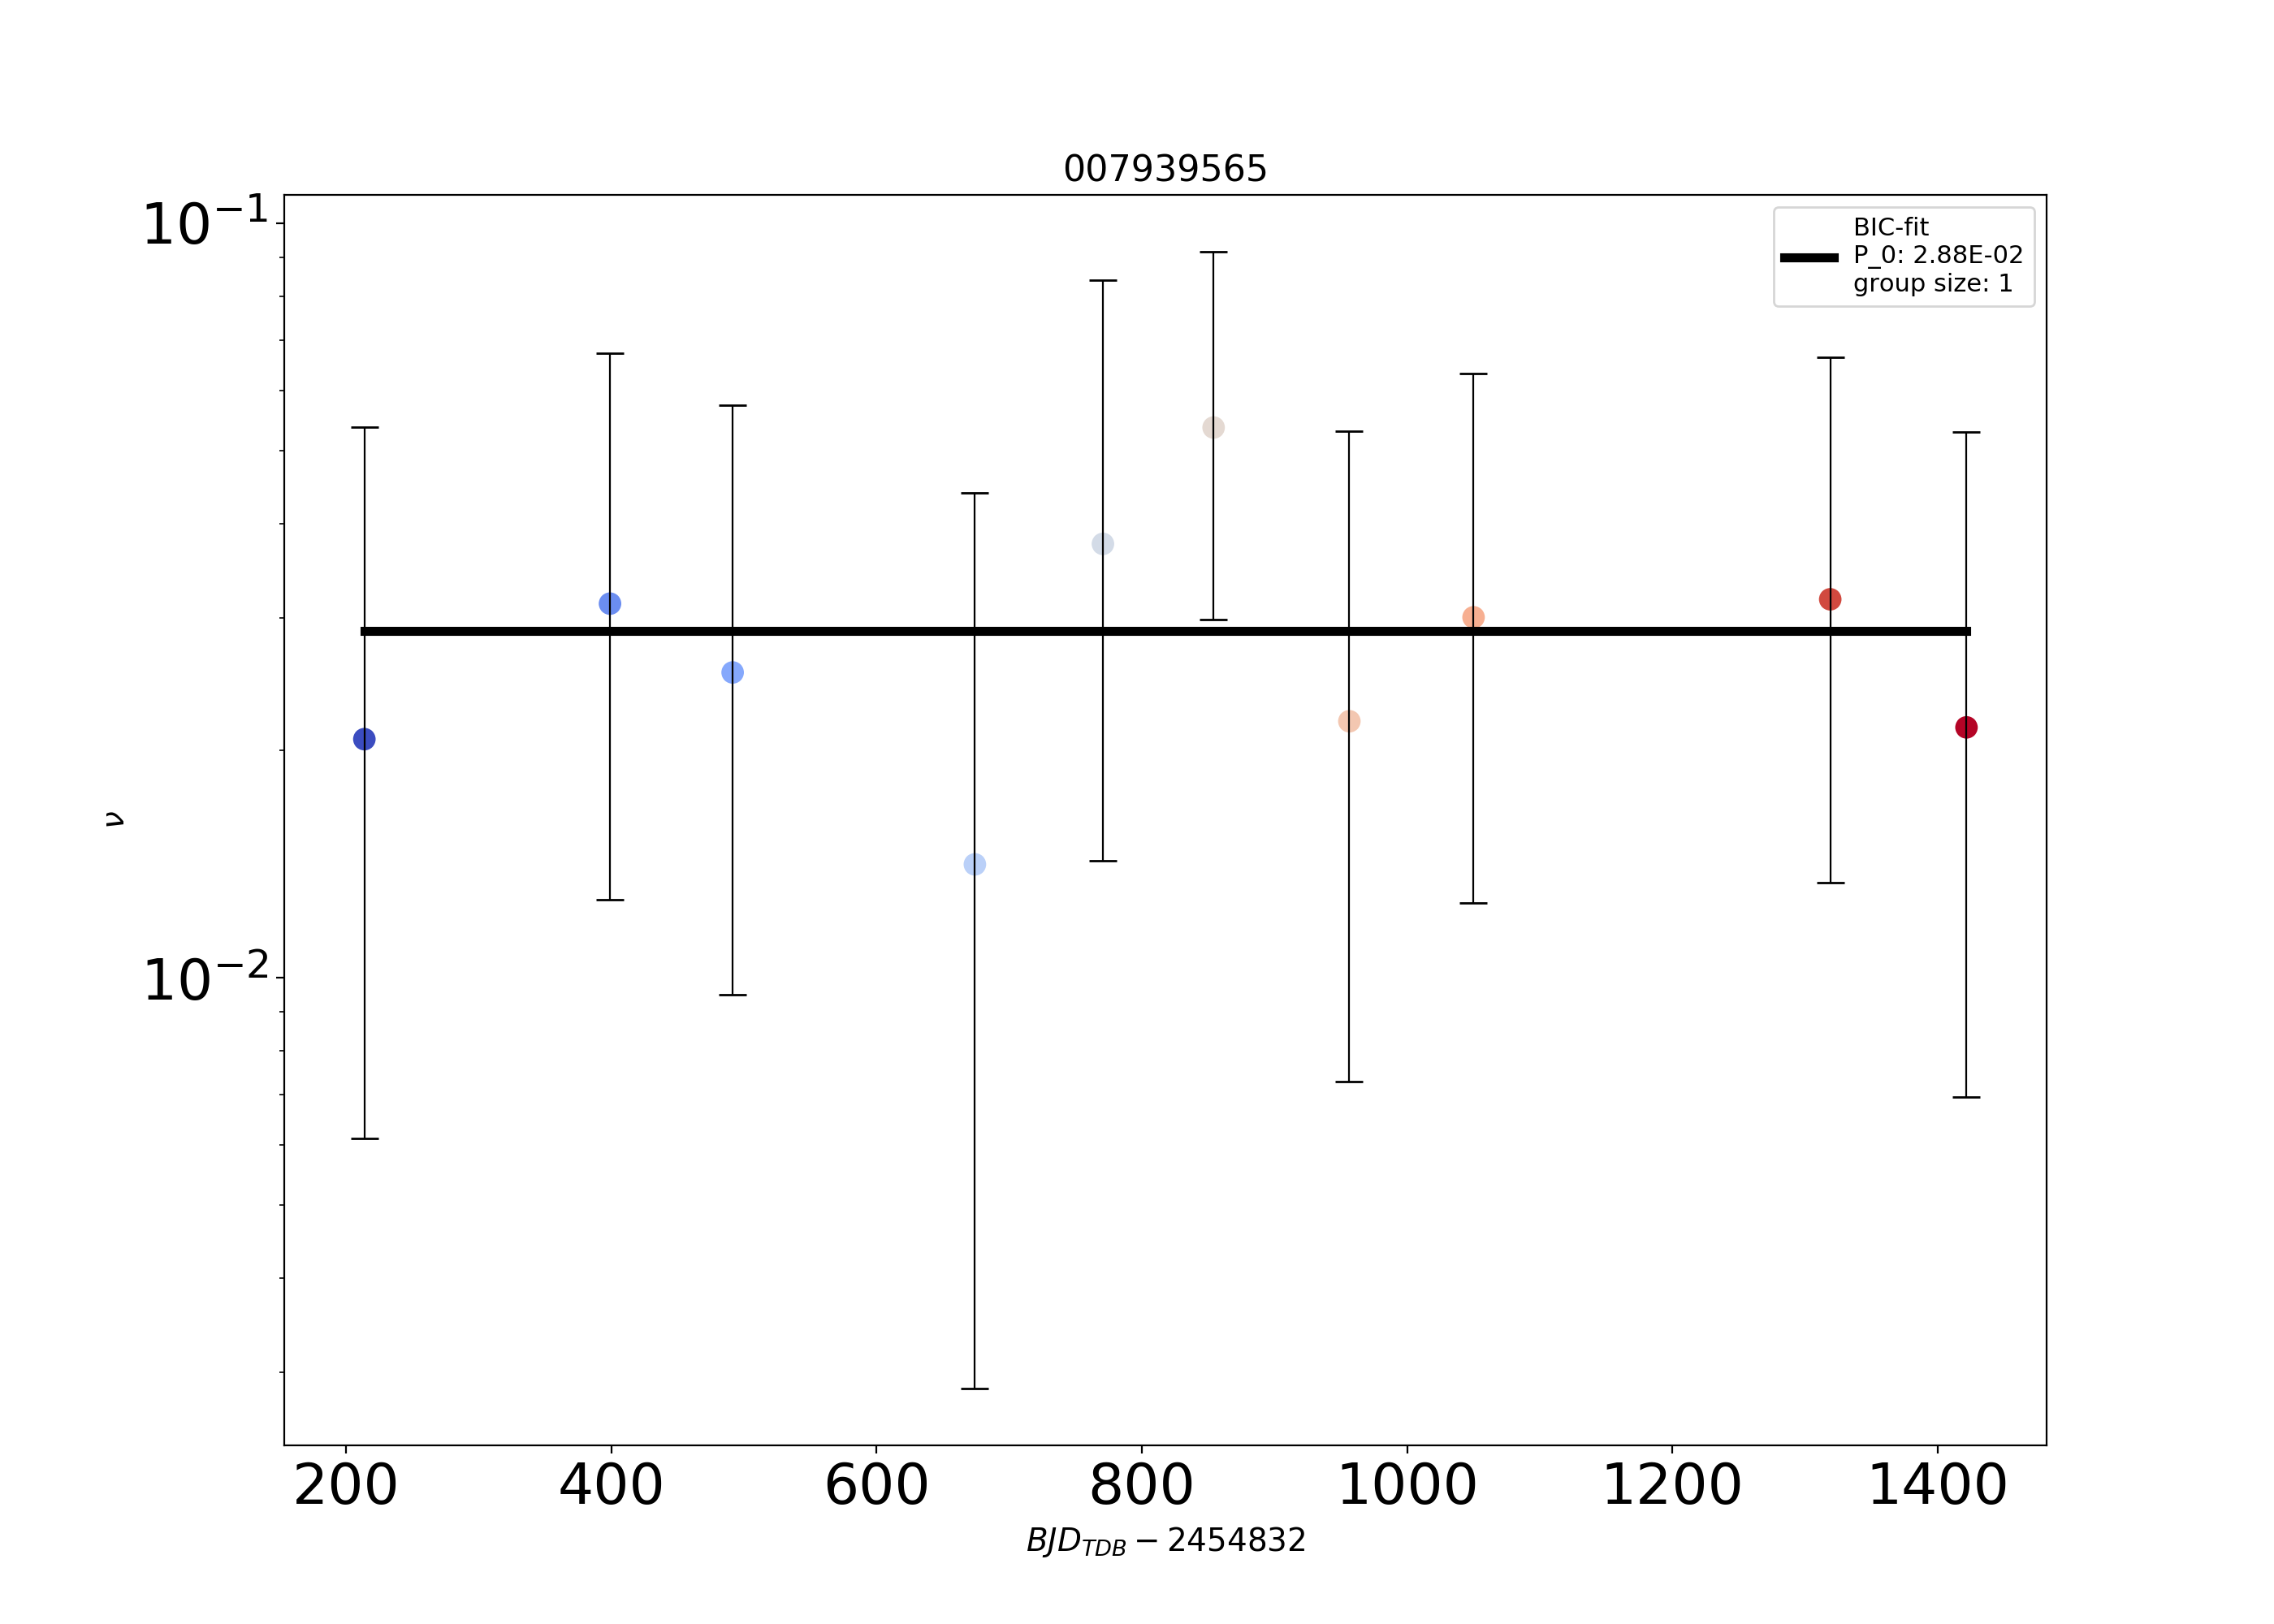 007939565
10⁻¹
10⁻²
ν
BIC-fit
P_0: 2.88E-02
group size: 1
200 400 600 800 1000 1200 1400
BJD_{TDB} − 2454832